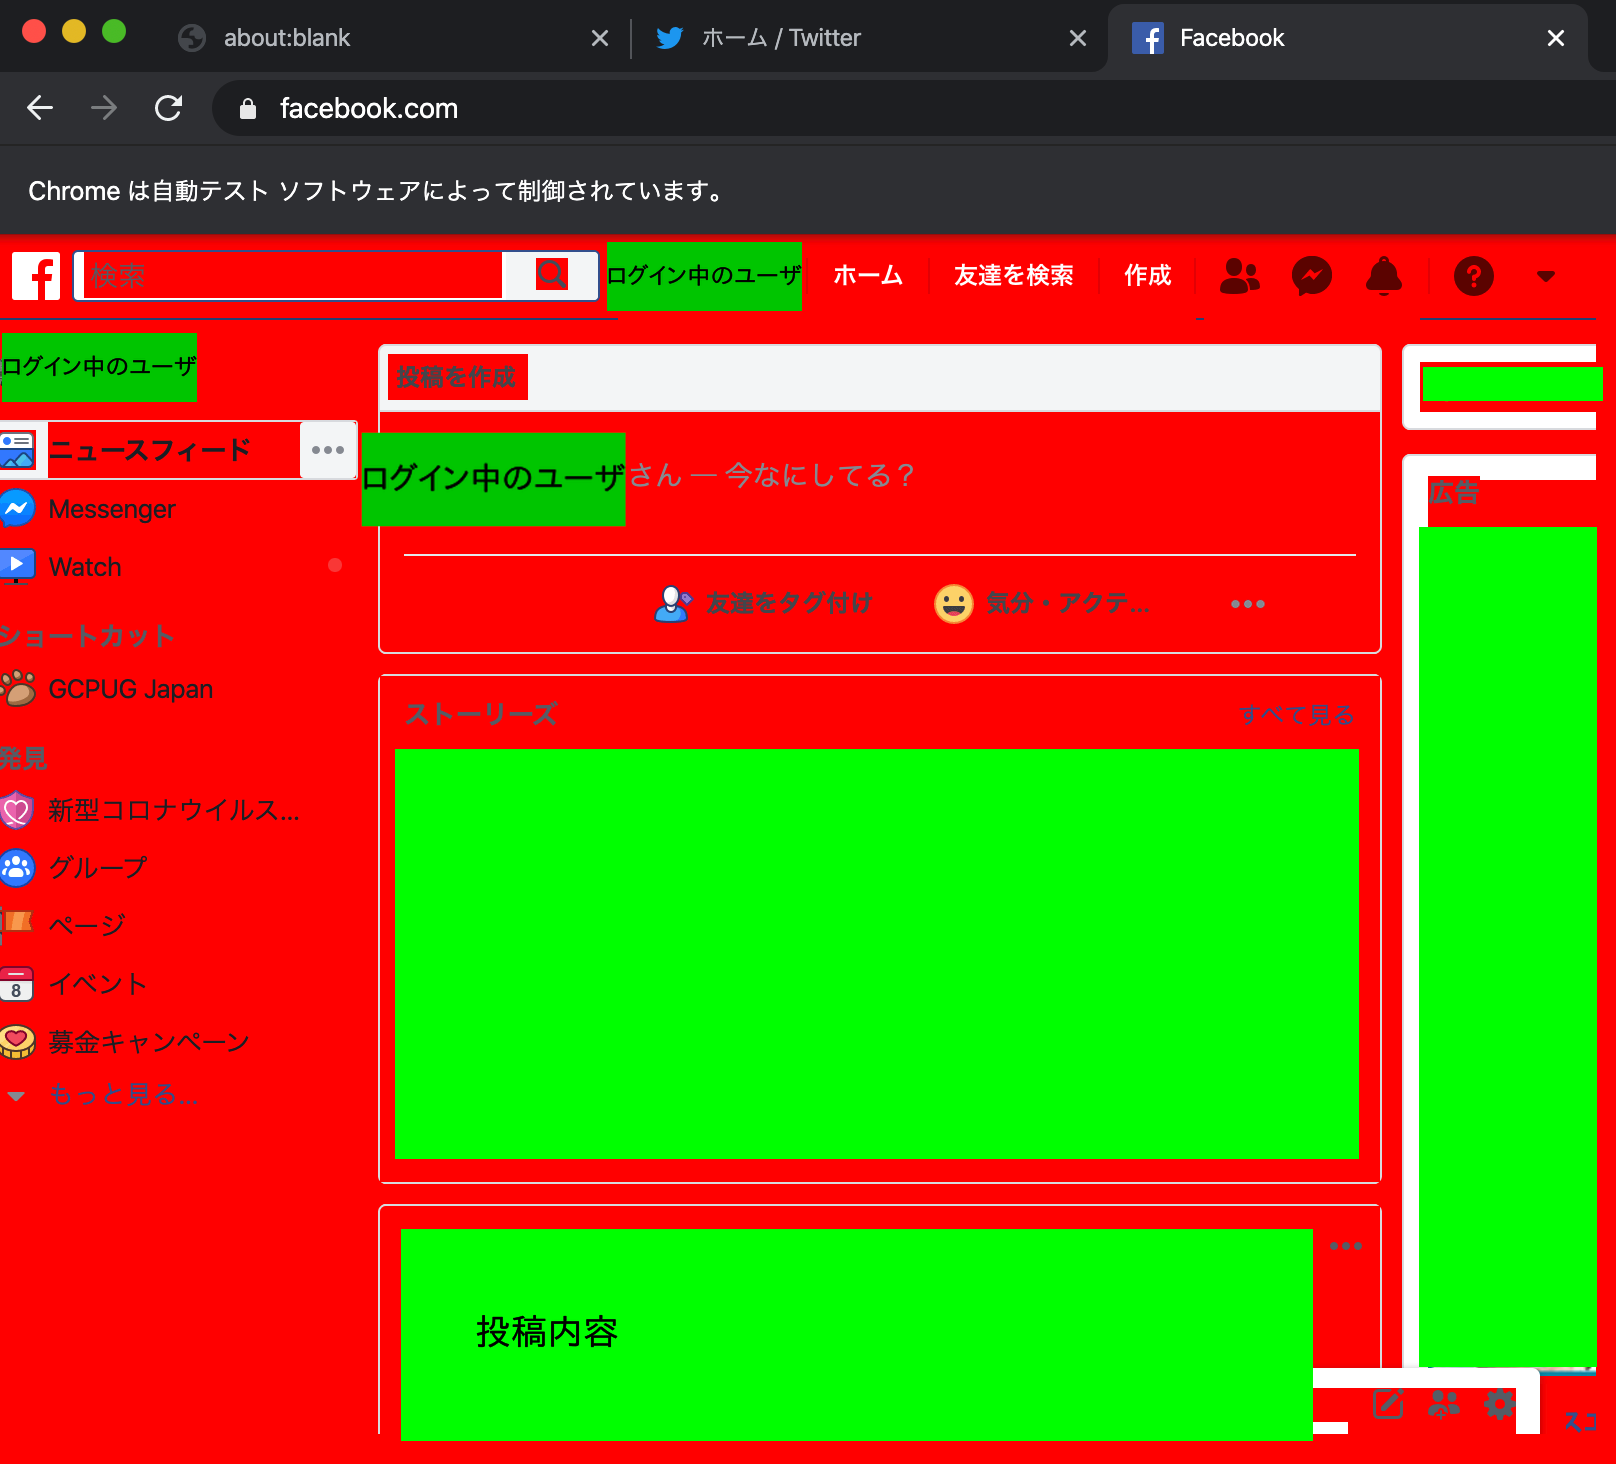 about:blank
ホーム / Twitter
Facebook
facebook.com
Chrome は自動テスト ソフトウェアによって制御されています。
検索
ログイン中のユーザ
ホーム
友達を検索
作成
ログイン中のユーザ
投稿を作成
ニュースフィード
ログイン中のユーザ さん — 今なにしてる？
広告
Messenger
Watch
友達をタグ付け
気分・アクテ...
ショートカット
GCPUG Japan
ストーリーズ
すべて見る
発見
新型コロナウイルス...
グループ
ページ
イベント
8
募金キャンペーン
もっと見る...
投稿内容